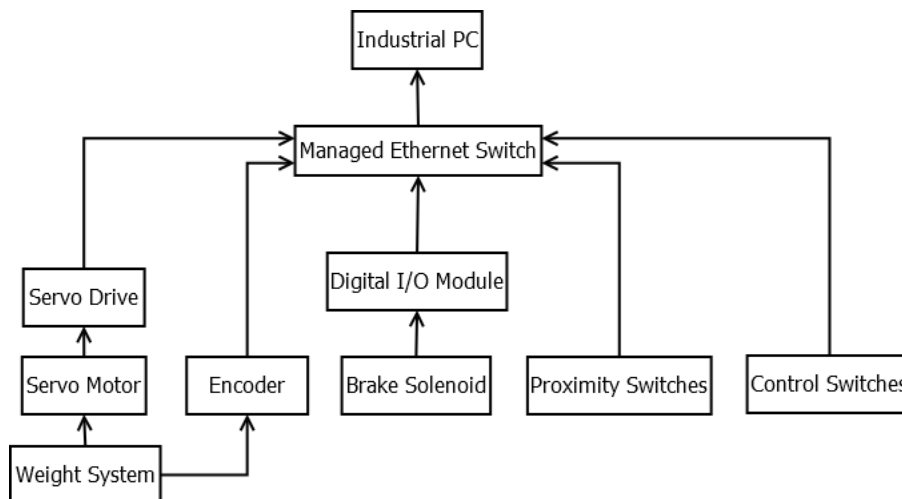 Industrial PC
Managed Ethernet Switch
Digital I/O Module
Servo Drive
Servo Motor
Encoder
Brake Solenoid
Proximity Switches
Control Switches
Weight System